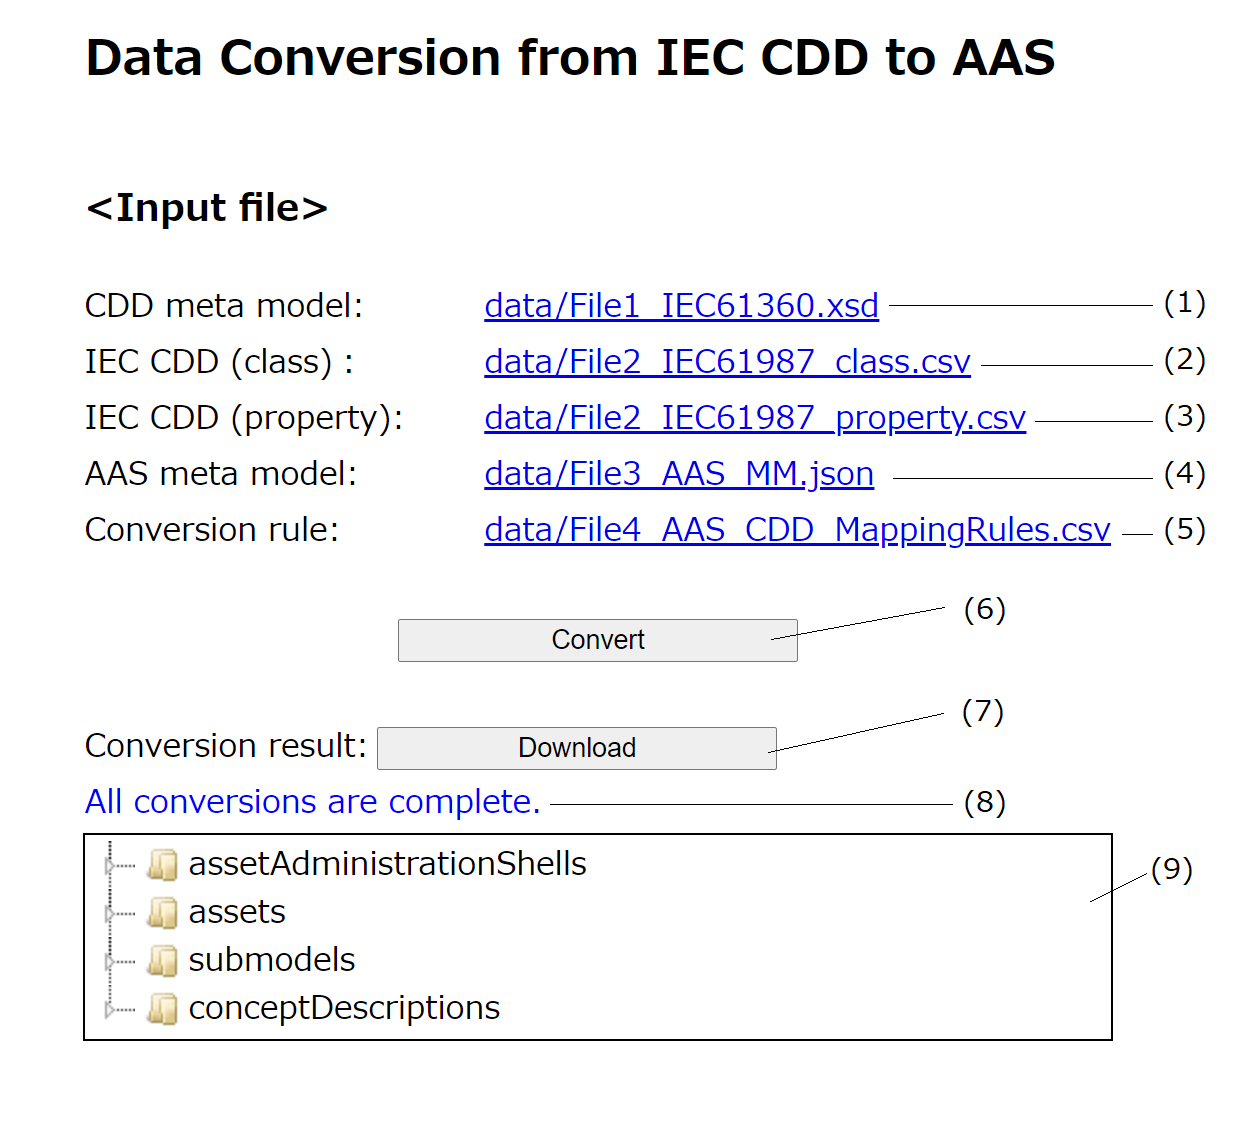 Data Conversion from IEC CDD to AAS
<Input file>
CDD meta model: data/File1_IEC61360.xsd (1)
IEC CDD (class) : data/File2_IEC61987_class.csv (2)
IEC CDD (property): data/File2_IEC61987_property.csv (3)
AAS meta model: data/File3_AAS_MM.json (4)
Conversion rule: data/File4_AAS_CDD_MappingRules.csv (5)
Convert (6)
Conversion result: Download (7)
All conversions are complete. (8)
assetAdministrationShells (9)
assets
submodels
conceptDescriptions